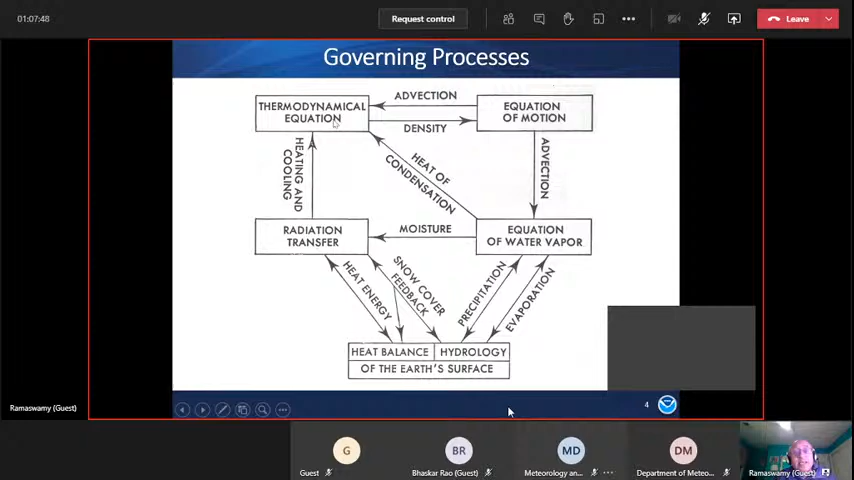 01:07:48
Request control
Leave
Governing Processes
THERMODYNAMICAL
EQUATION
ADVECTION
DENSITY
EQUATION
OF MOTION
HEATING AND
COOLING
HEAT OF
CONDENSATION
ADVECTION
RADIATION
TRANSFER
MOISTURE
EQUATION
OF WATER VAPOR
HEAT ENERGY
SNOW COVER
FEEDBACK
PRECIPITATION
EVAPORATION
HEAT BALANCE
HYDROLOGY
OF THE EARTH'S SURFACE
4
Ramaswamy (Guest)
G
BR
MD
DM
Guest
Bhaskar Rao (Guest)
Meteorology an...
Department of Meteo...
Ramaswamy (Guest)